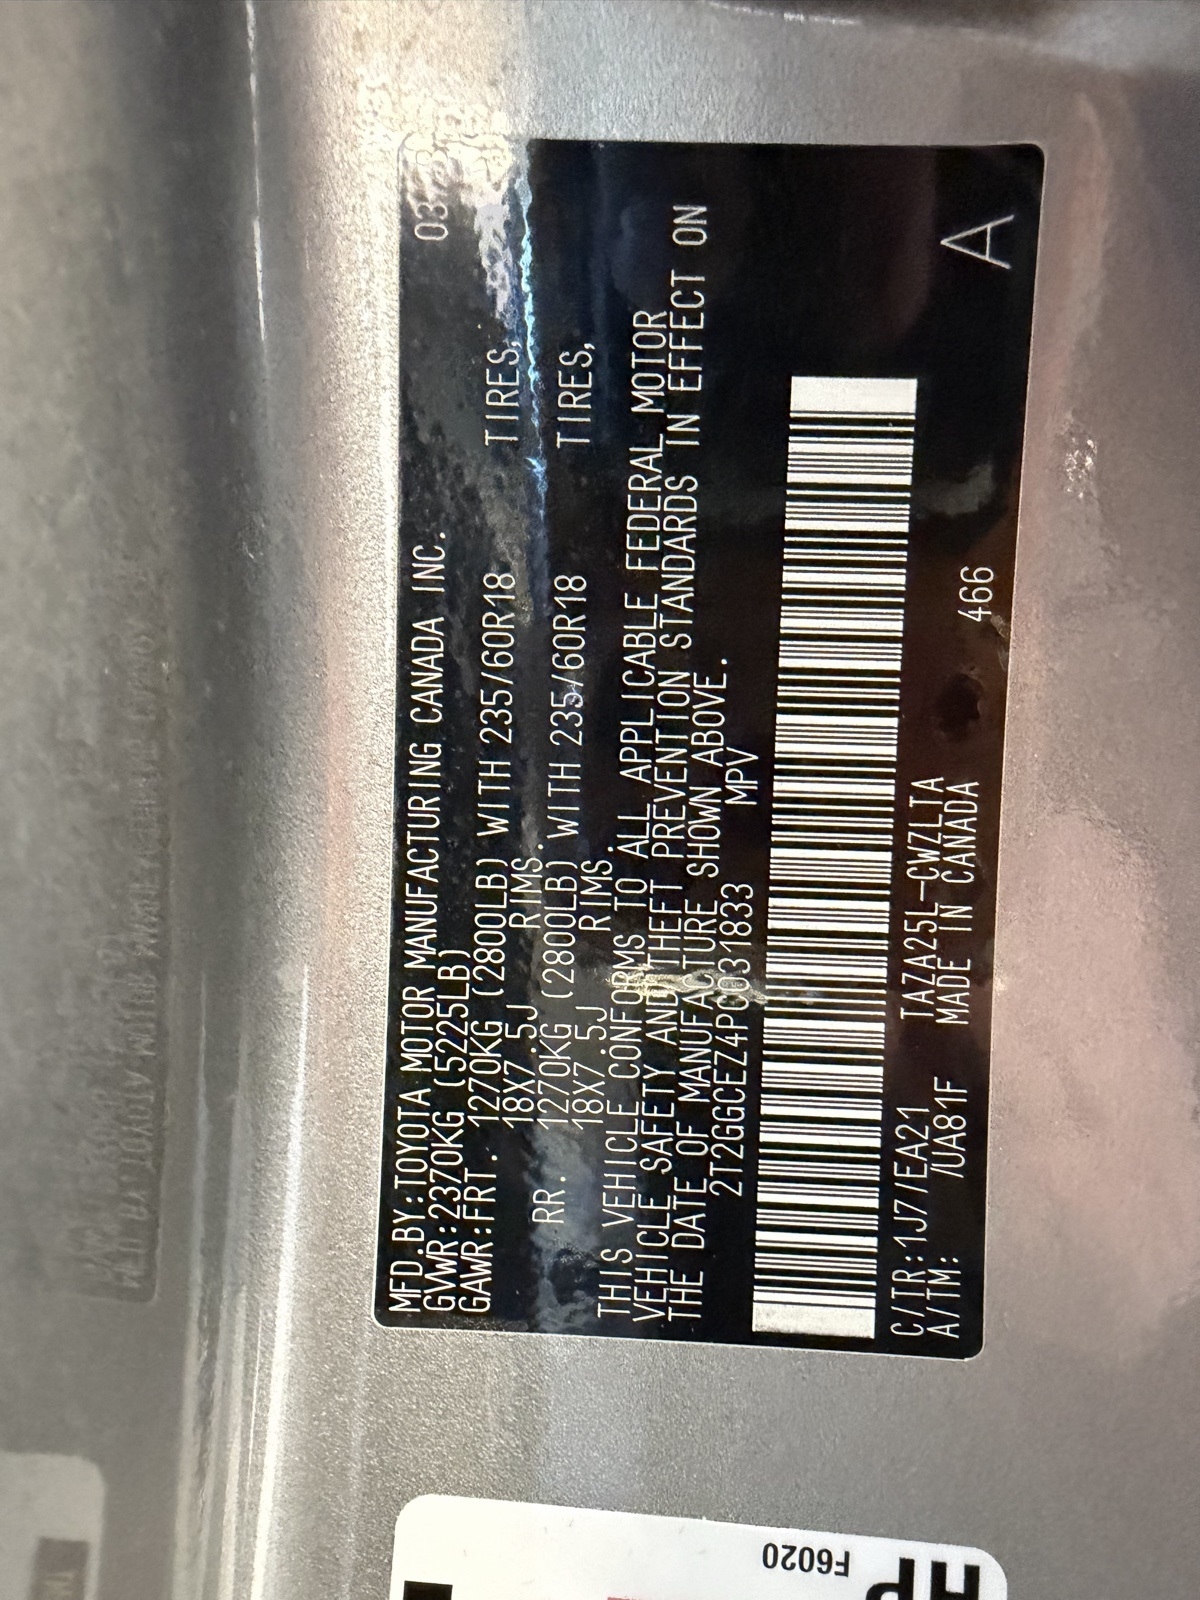 MFD.BY:TOYOTA MOTOR MANUFACTURING CANADA INC.
GVWR:2370KG (5225LB)
GAWR:FRT. 1270KG (2800LB) WITH 235/60R18 TIRES,
18X7.5J RIMS.
RR. 1270KG (2800LB) WITH 235/60R18 TIRES,
18X7.5J RIMS.
THIS VEHICLE CONFORMS TO ALL APPLICABLE FEDERAL MOTOR
VEHICLE SAFETY AND THEFT PREVENTION STANDARDS IN EFFECT ON
THE DATE OF MANUFACTURE SHOWN ABOVE.
MPV
C/TR:1J7/EA21 TAZA25L-CWZLTA
A/TM: /UA81F MADE IN CANADA 466
A
F6020